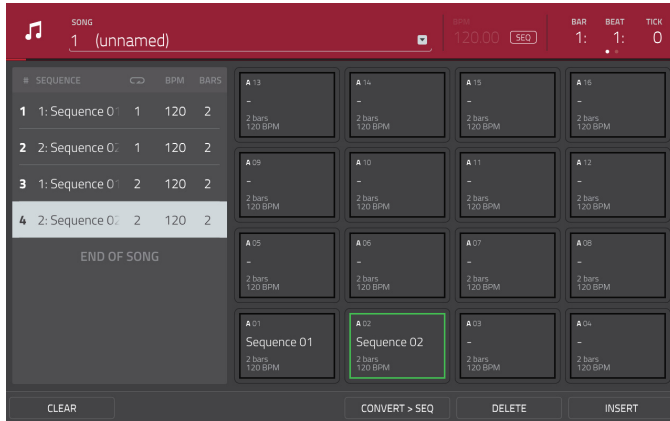 SONG
1 (unnamed)
BPM
120.00 SEQ
BAR BEAT TICK
1: 1: 0
# SEQUENCE BPM BARS
1 1: Sequence 01 1 120 2
2 2: Sequence 02 1 120 2
3 1: Sequence 01 2 120 2
4 2: Sequence 02 2 120 2
END OF SONG
A 13 A 14 A 15 A 16
- - - -
2 bars 2 bars 2 bars 2 bars
120 BPM 120 BPM 120 BPM 120 BPM
A 09 A 10 A 11 A 12
- - - -
2 bars 2 bars 2 bars 2 bars
120 BPM 120 BPM 120 BPM 120 BPM
A 05 A 06 A 07 A 08
- - - -
2 bars 2 bars 2 bars 2 bars
120 BPM 120 BPM 120 BPM 120 BPM
A 01 A 02 A 03 A 04
Sequence 01 Sequence 02 - -
2 bars 2 bars 2 bars 2 bars
120 BPM 120 BPM 120 BPM 120 BPM
CLEAR CONVERT > SEQ DELETE INSERT